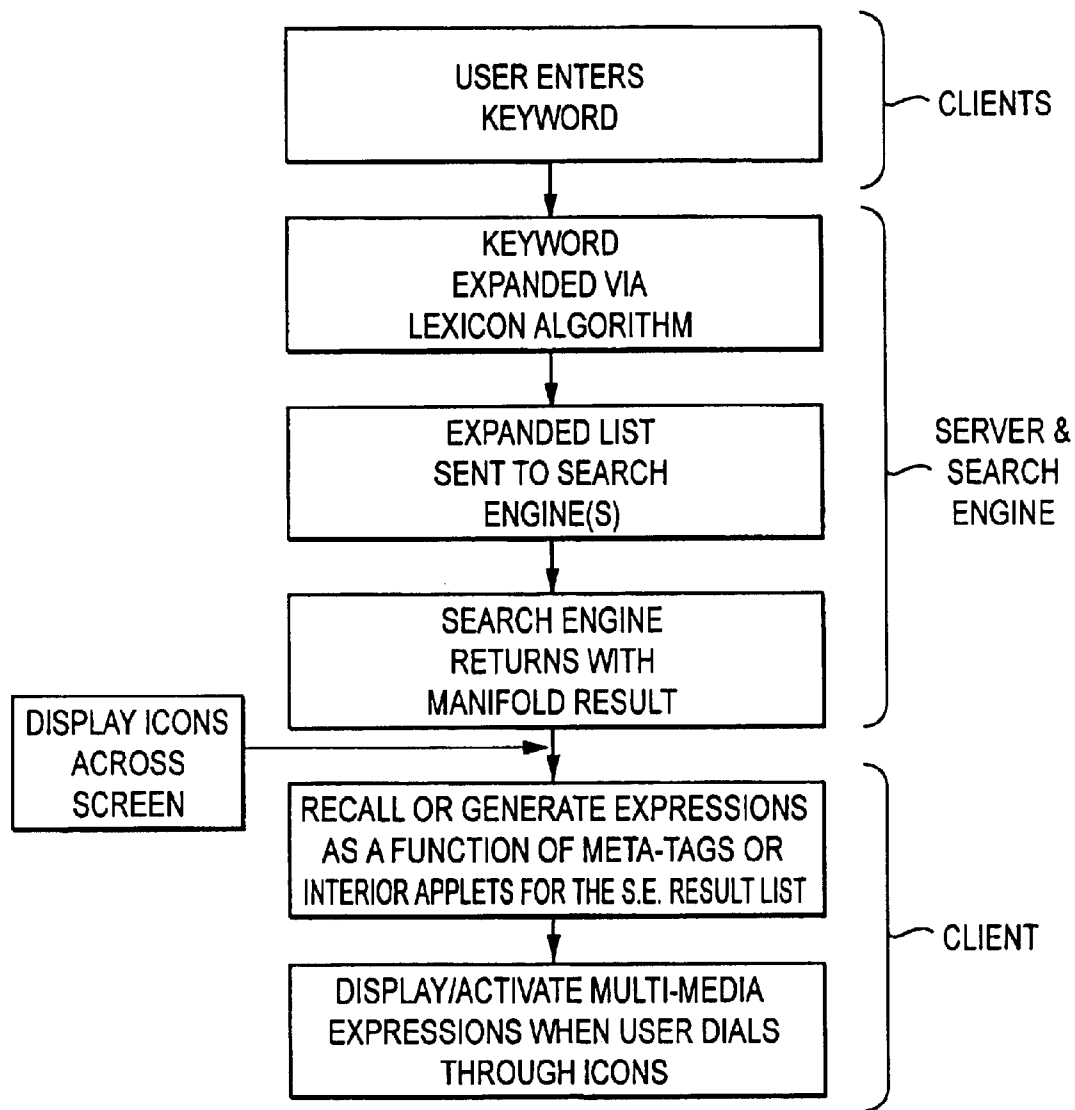 USER ENTERS
KEYWORD
CLIENTS
KEYWORD
EXPANDED VIA
LEXICON ALGORITHM
EXPANDED LIST
SENT TO SEARCH
ENGINE(S)
SERVER &
SEARCH
ENGINE
SEARCH ENGINE
RETURNS WITH
MANIFOLD RESULT
DISPLAY ICONS
ACROSS
SCREEN
RECALL OR GENERATE EXPRESSIONS
AS A FUNCTION OF META-TAGS OR
INTERIOR APPLETS FOR THE S.E. RESULT LIST
CLIENT
DISPLAY/ACTIVATE MULTI-MEDIA
EXPRESSIONS WHEN USER DIALS
THROUGH ICONS